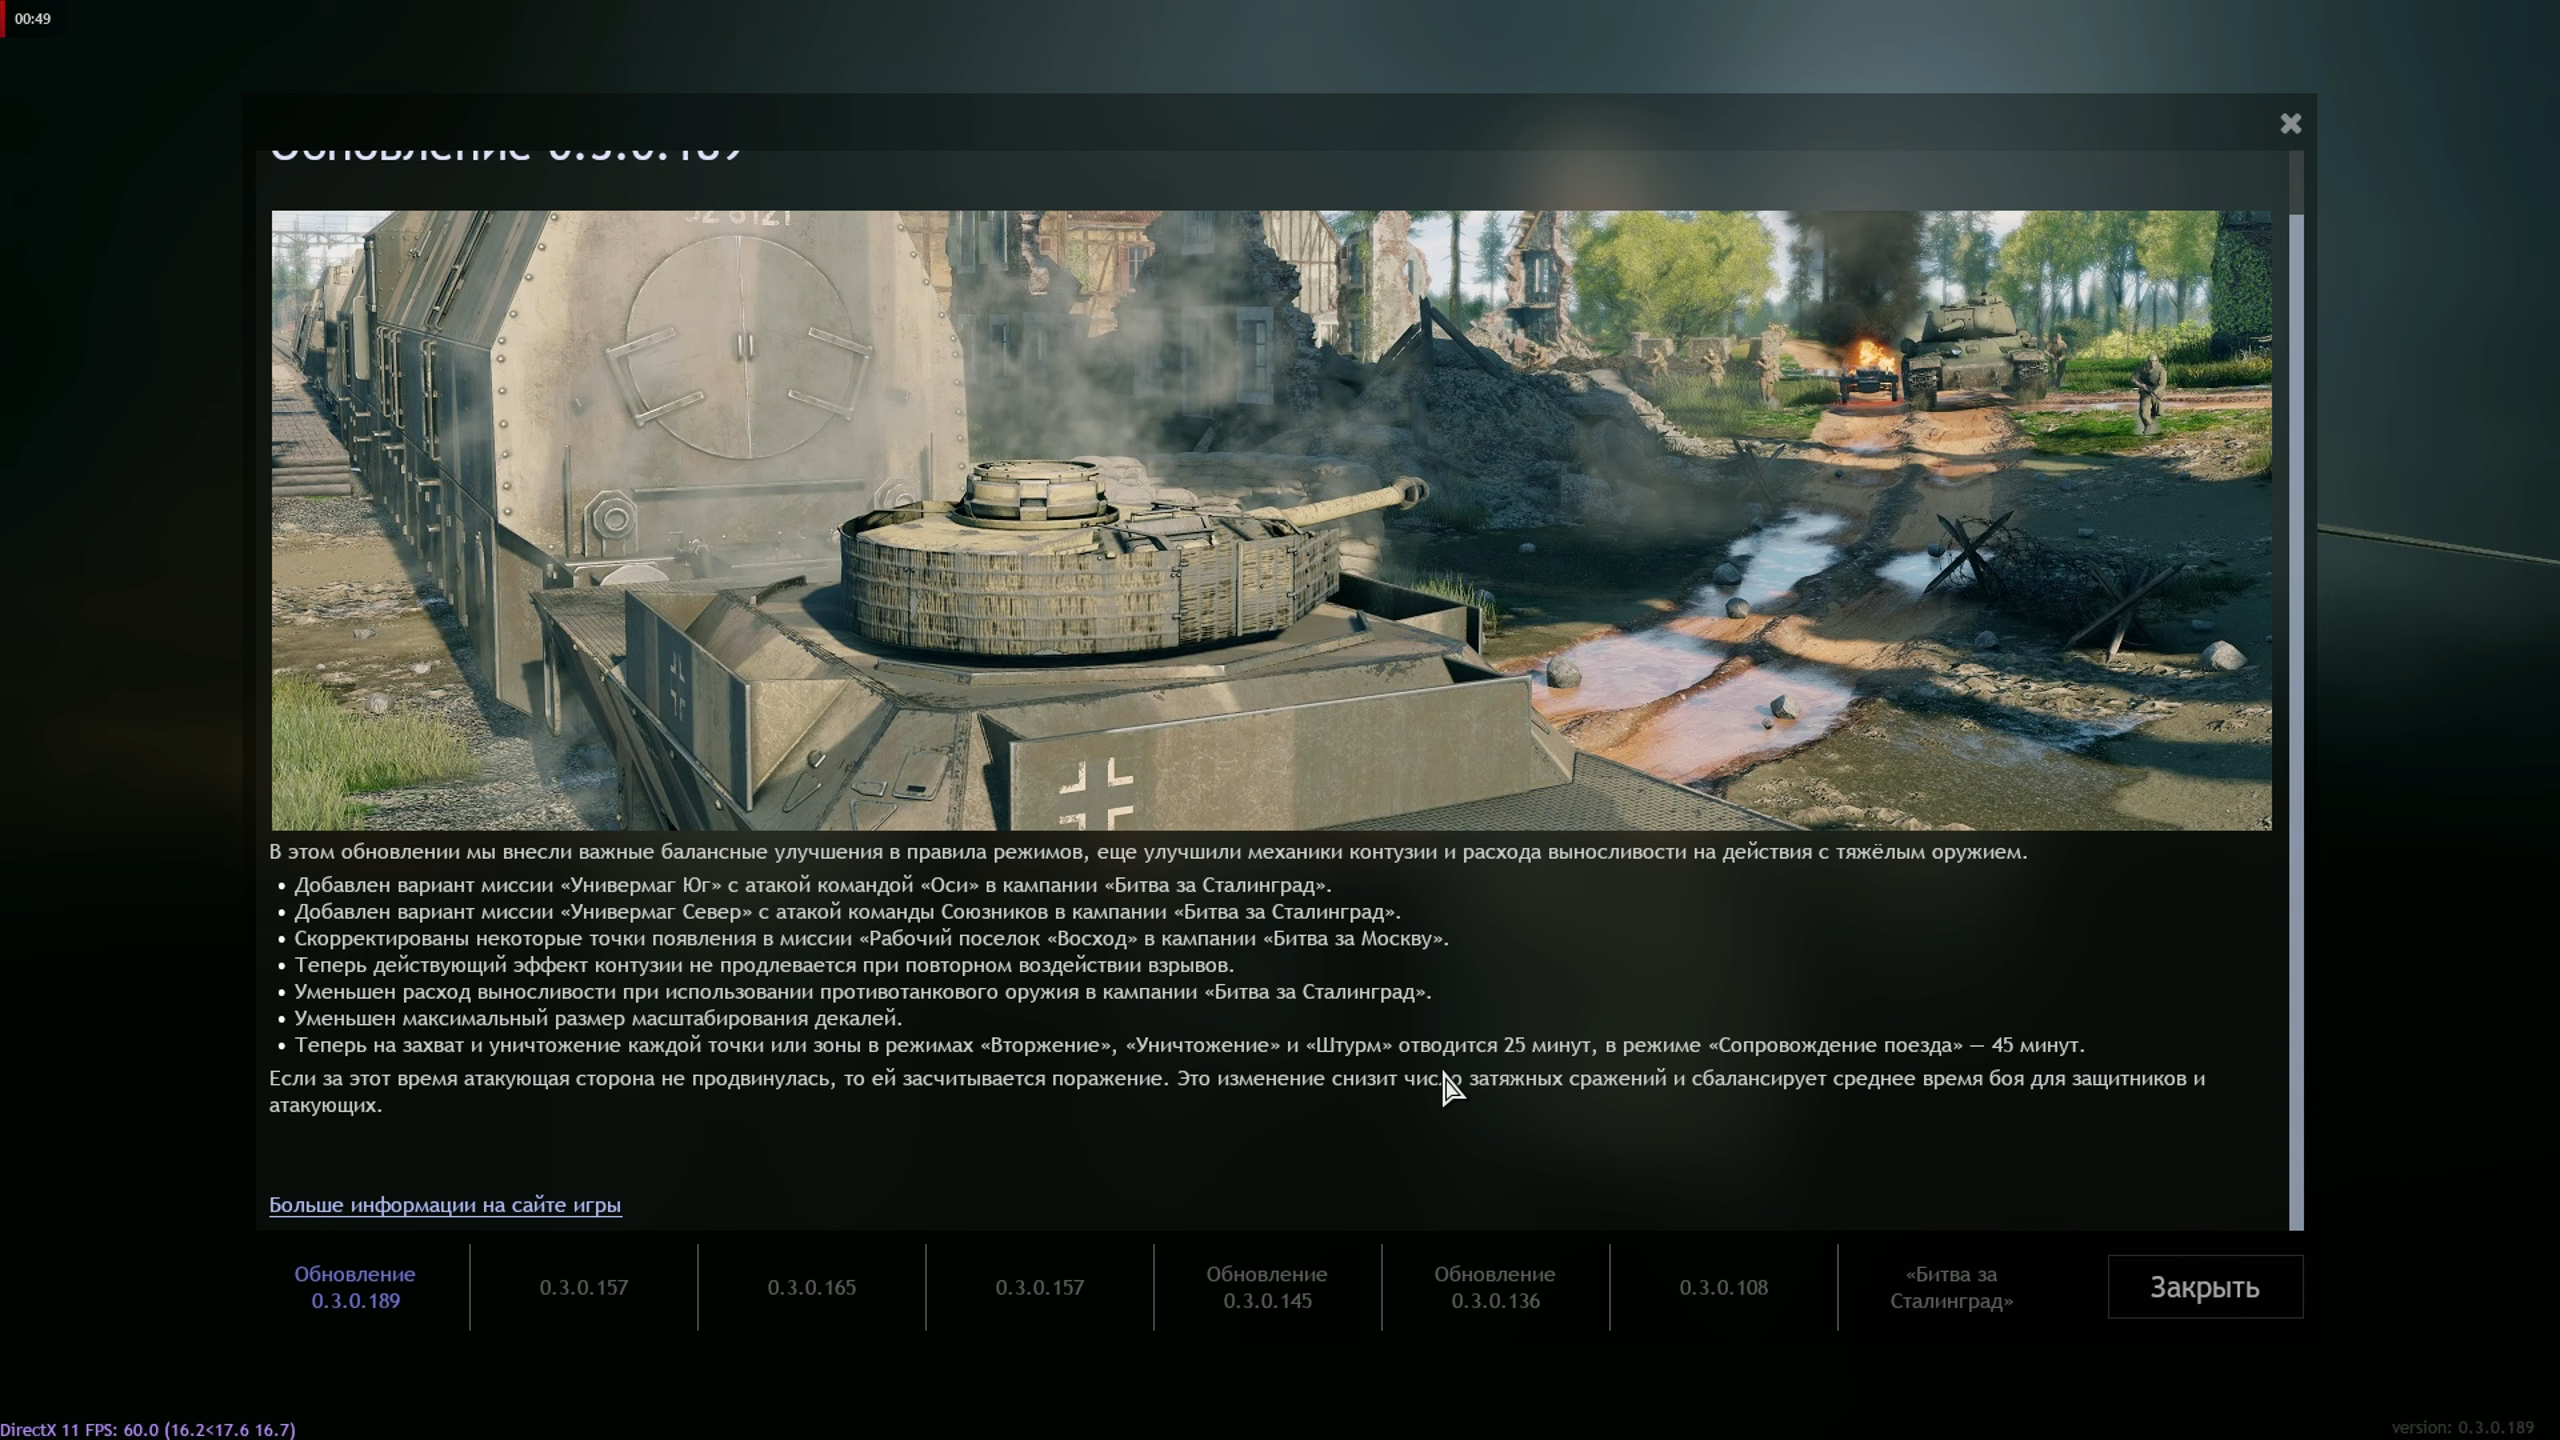 00:49
Обновление 0.3.0.189
В этом обновлении мы внесли важные балансные улучшения в правила режимов, еще улучшили механики контузии и расхода выносливости на действия с тяжёлым оружием.
• Добавлен вариант миссии «Универмаг Юг» с атакой командой «Оси» в кампании «Битва за Сталинград».
• Добавлен вариант миссии «Универмаг Север» с атакой команды Союзников в кампании «Битва за Сталинград».
• Скорректированы некоторые точки появления в миссии «Рабочий поселок «Восход» в кампании «Битва за Москву».
• Теперь действующий эффект контузии не продлевается при повторном воздействии взрывов.
• Уменьшен расход выносливости при использовании противотанкового оружия в кампании «Битва за Сталинград».
• Уменьшен максимальный размер масштабирования декалей.
• Теперь на захват и уничтожение каждой точки или зоны в режимах «Вторжение», «Уничтожение» и «Штурм» отводится 25 минут, в режиме «Сопровождение поезда» — 45 минут.
Если за этот время атакующая сторона не продвинулась, то ей засчитывается поражение. Это изменение снизит число затяжных сражений и сбалансирует среднее время боя для защитников и
атакующих.
Больше информации на сайте игры
Обновление
0.3.0.189
0.3.0.157
0.3.0.165
0.3.0.157
Обновление
0.3.0.145
Обновление
0.3.0.136
0.3.0.108
«Битва за
Сталинград»
Закрыть
DirectX 11 FPS: 60.0 (16.2<17.6 16.7)
version: 0.3.0.189